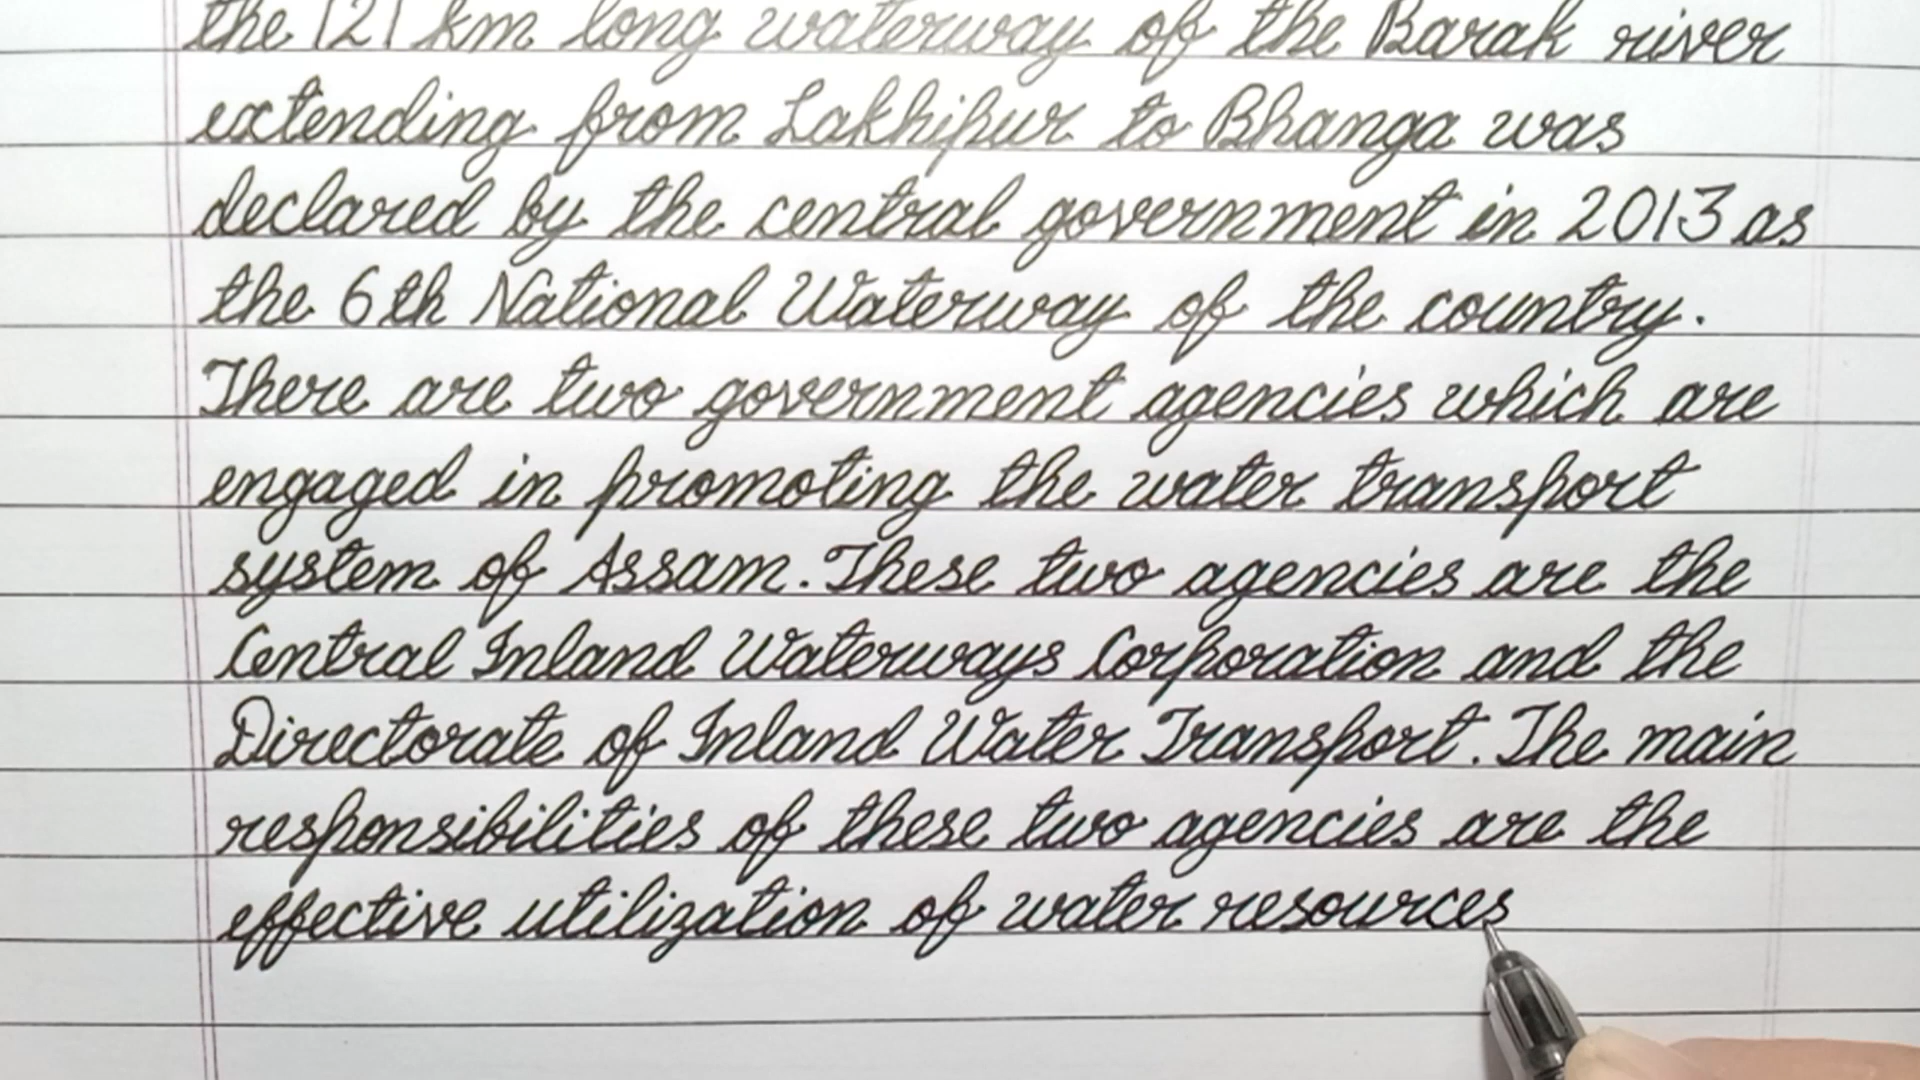 the 121 km long waterway of the Barak river
extending from Lakhipur to Bhanga was
declared by the central government in 2013 as
the 6th National Waterway of the country.
There are two government agencies which are
engaged in promoting the water transport
system of Assam. These two agencies are the
Central Inland Waterways Corporation and the
Directorate of Inland Water Transport. The main
responsibilities of these two agencies are the
effective utilization of water resources